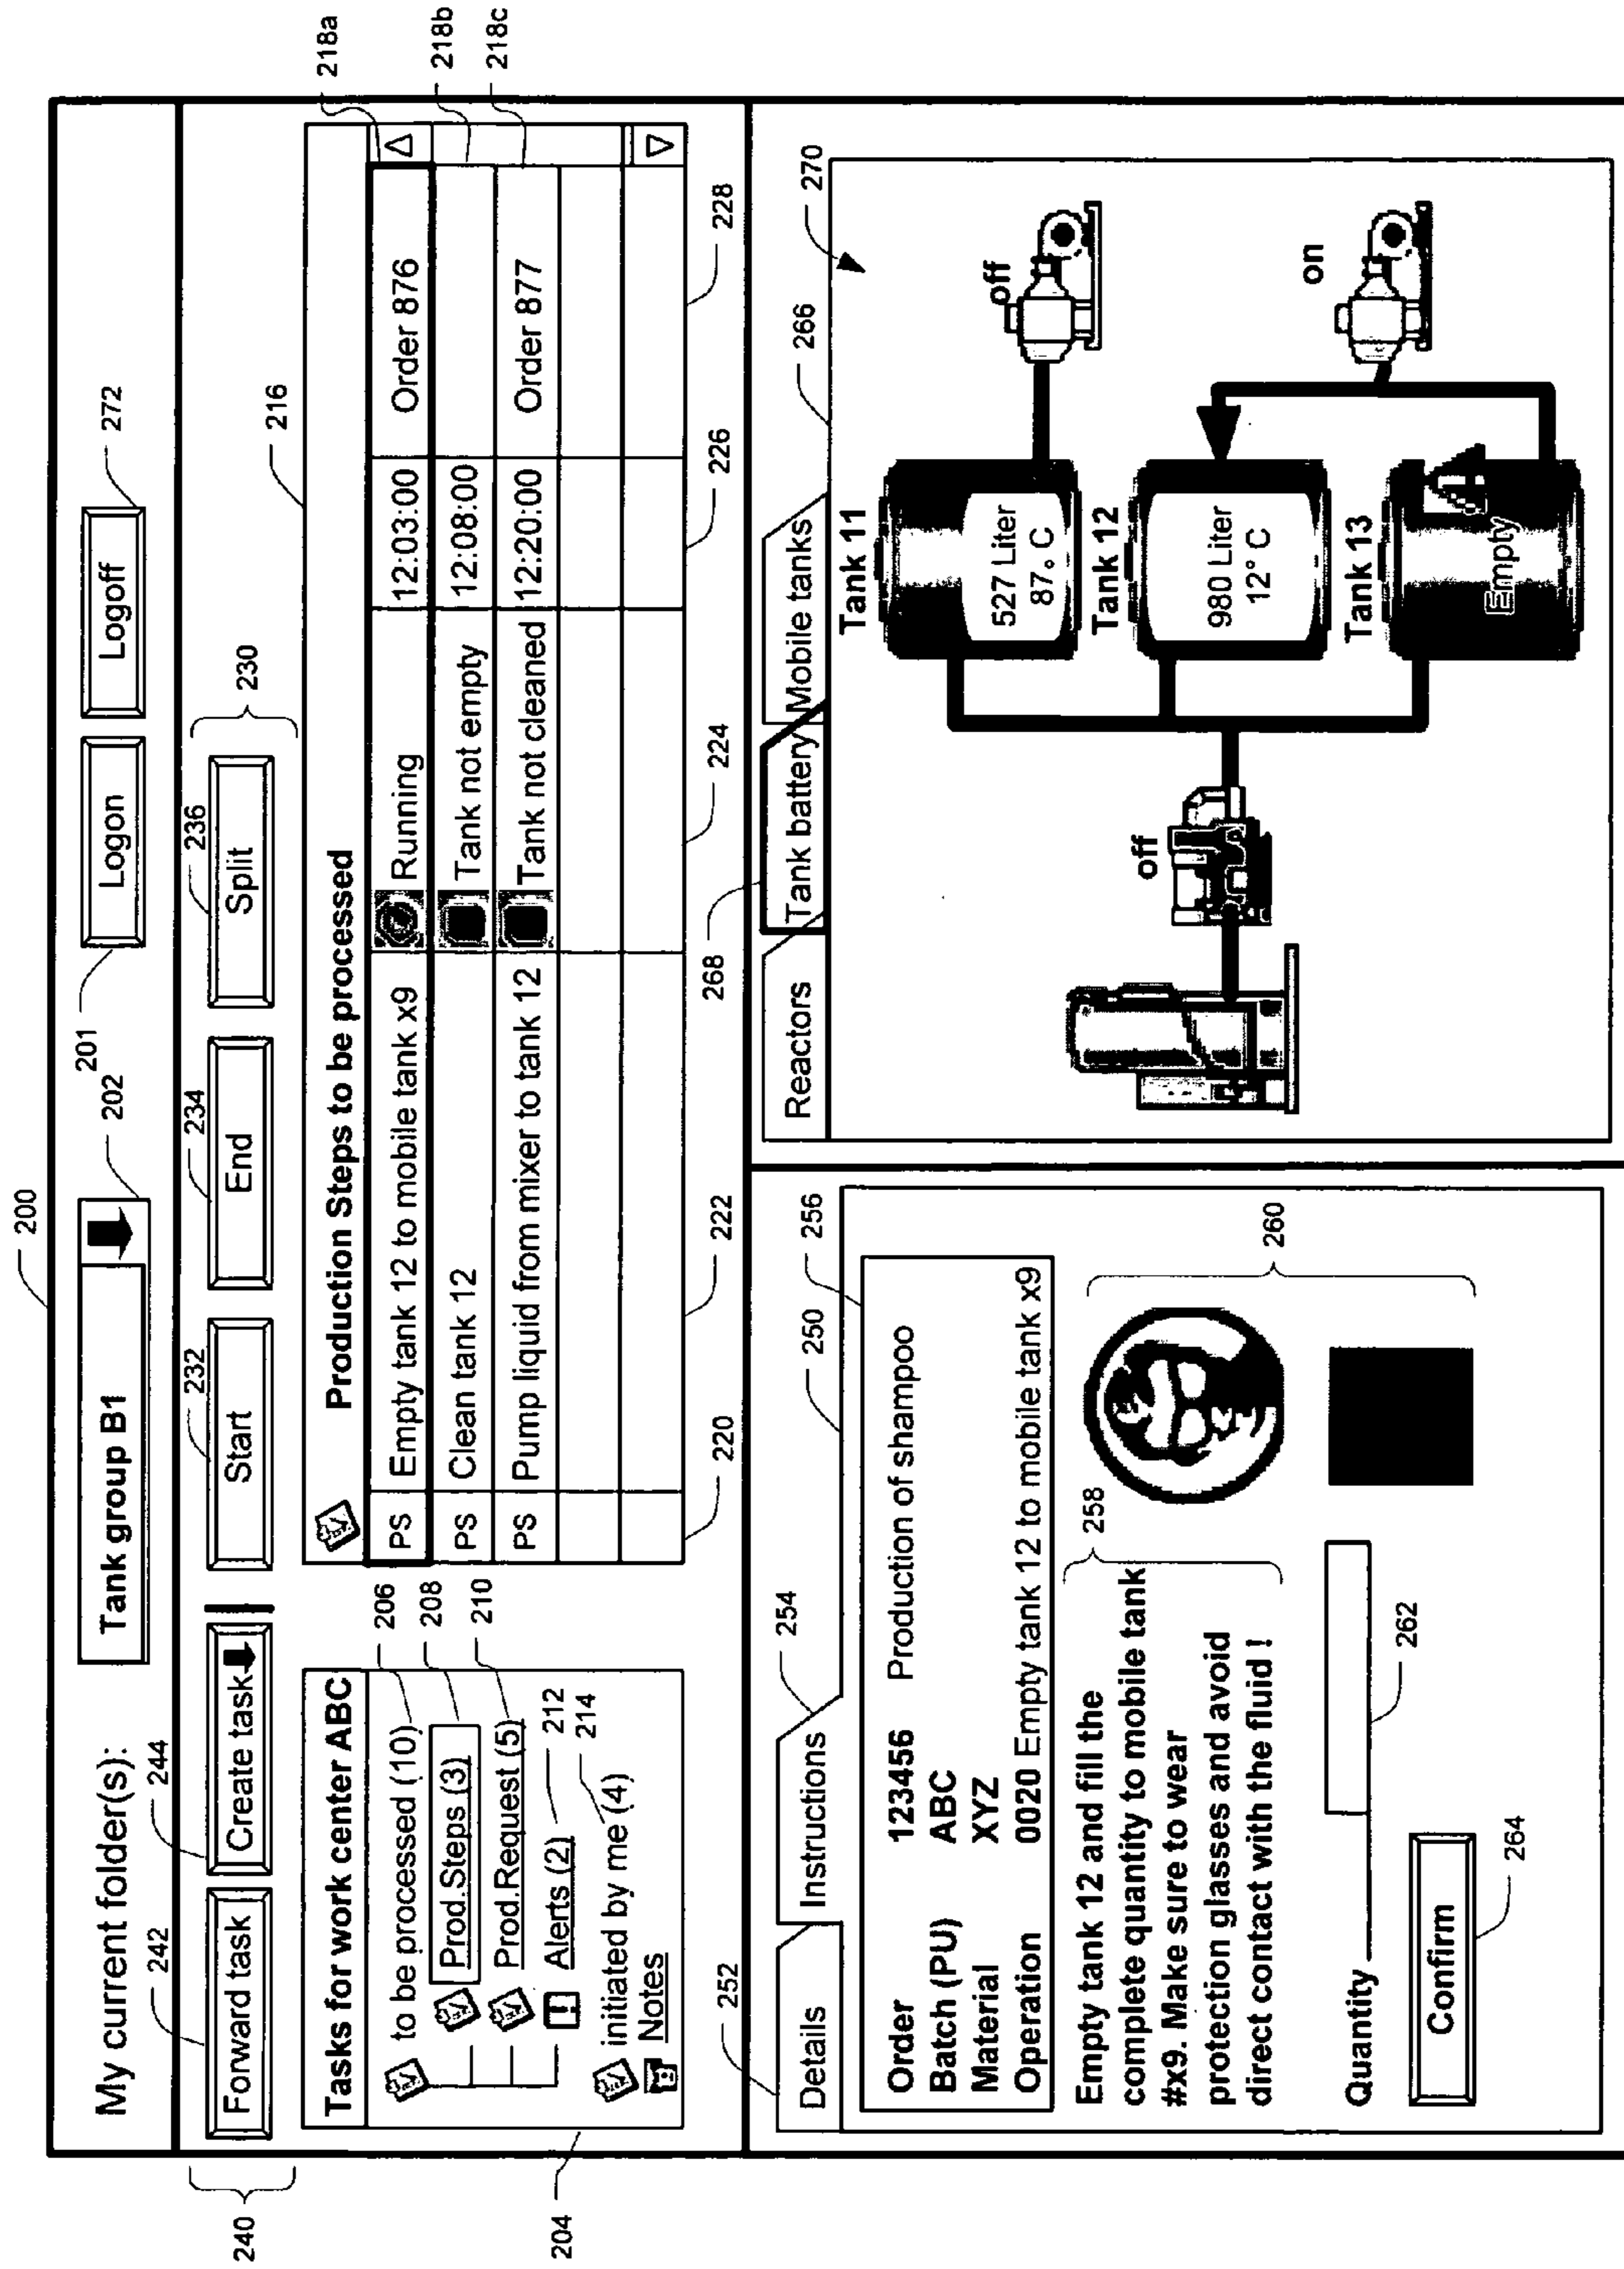 200
My current folder(s):
Tank group B1
202
201
Logon
Logoff
272
240
242
244
Forward task
Create task
232
234
236
Start
End
Split
230
216
218a
218b
218c
204
Tasks for work center ABC
to be processed (10)
Prod.Steps (3)
Prod.Request (5)
Alerts (2)
initiated by me (4)
Notes
206
208
210
212
214
Production Steps to be processed
PS Empty tank 12 to mobile tank x9 Running 12:03:00 Order 876
PS Clean tank 12 Tank not empty 12:08:00
PS Pump liquid from mixer to tank 12 Tank not cleaned 12:20:00 Order 877
220
222
224
226
228
252
Details
Instructions
254
250
256
Order 123456 Production of shampoo
Batch (PU) ABC
Material XYZ
Operation 0020 Empty tank 12 to mobile tank x9
Empty tank 12 and fill the
complete quantity to mobile tank
#x9. Make sure to wear
protection glasses and avoid
direct contact with the fluid !
258
260
Quantity
262
Confirm
264
268
Reactors
Tank battery
Mobile tanks
266
270
Tank 11
527 Liter
87° C
off
Tank 12
980 Liter
12° C
off
Tank 13
Empty
on